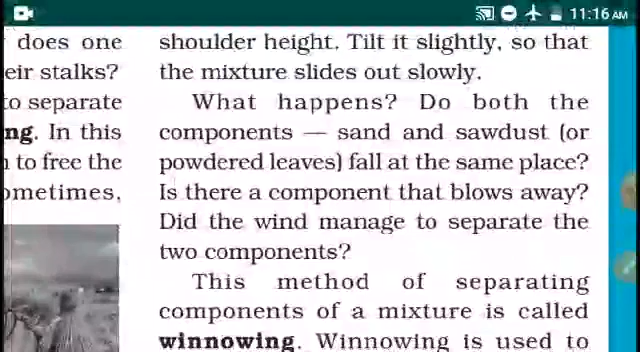 11:16 AM
does one
eir stalks?
to separate
ng. In this
to free the
ometimes,
shoulder height. Tilt it slightly, so that
the mixture slides out slowly.
What happens? Do both the
components — sand and sawdust (or
powdered leaves) fall at the same place?
Is there a component that blows away?
Did the wind manage to separate the
two components?
This method of separating
components of a mixture is called
winnowing. Winnowing is used to